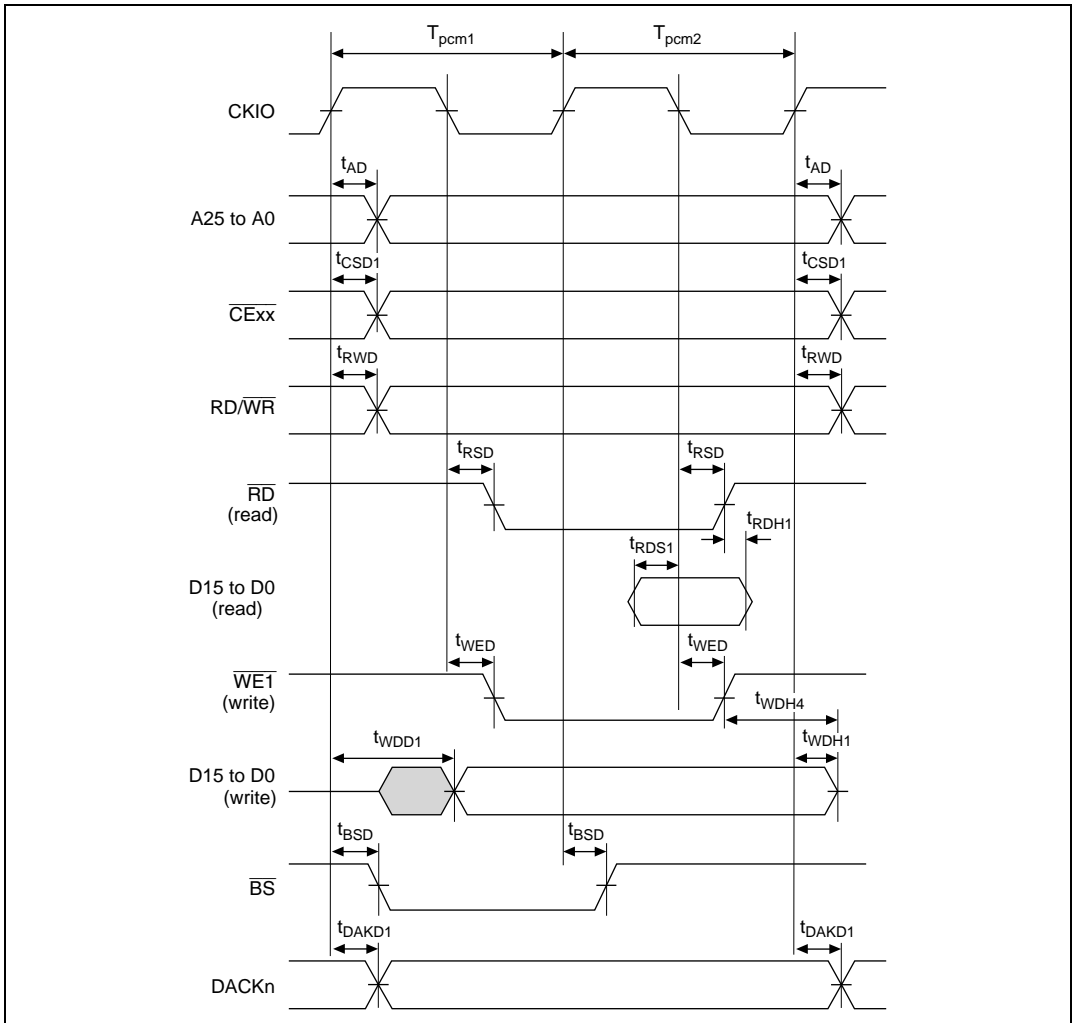 Tpcm1 Tpcm2
CKIO
tAD tAD
A25 to A0
tCSD1 tCSD1
CExx
tRWD tRWD
RD/WR
tRSD tRSD
RD
(read)
tRDH1
tRDS1
D15 to D0
(read)
tWED tWED
WE1
(write)
tWDH4
tWDD1 tWDH1
D15 to D0
(write)
tBSD tBSD
BS
tDAKD1 tDAKD1
DACKn